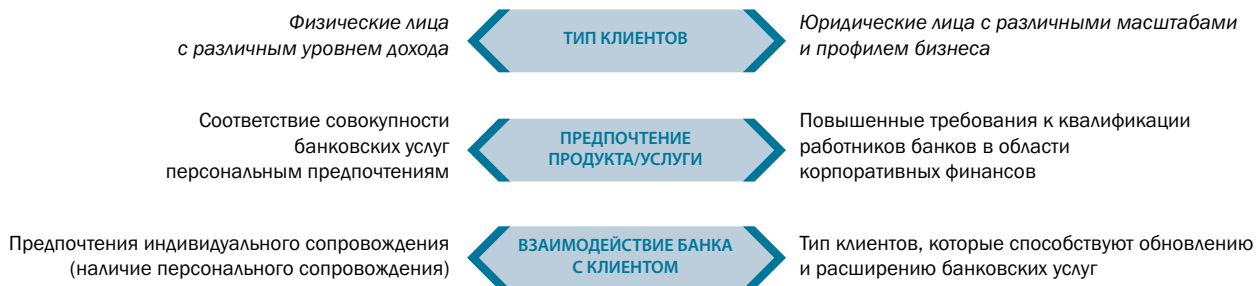 Физические лица
с различным уровнем дохода
ТИП КЛИЕНТОВ
Юридические лица с различными масштабами
и профилем бизнеса
Соответствие совокупности
банковских услуг
персональным предпочтениям
ПРЕДПОЧТЕНИЕ
ПРОДУКТА/УСЛУГИ
Повышенные требования к квалификации
работников банков в области
корпоративных финансов
Предпочтения индивидуального сопровождения
(наличие персонального сопровождения)
ВЗАИМОДЕЙСТВИЕ БАНКА
С КЛИЕНТОМ
Тип клиентов, которые способствуют обновлению
и расширению банковских услуг